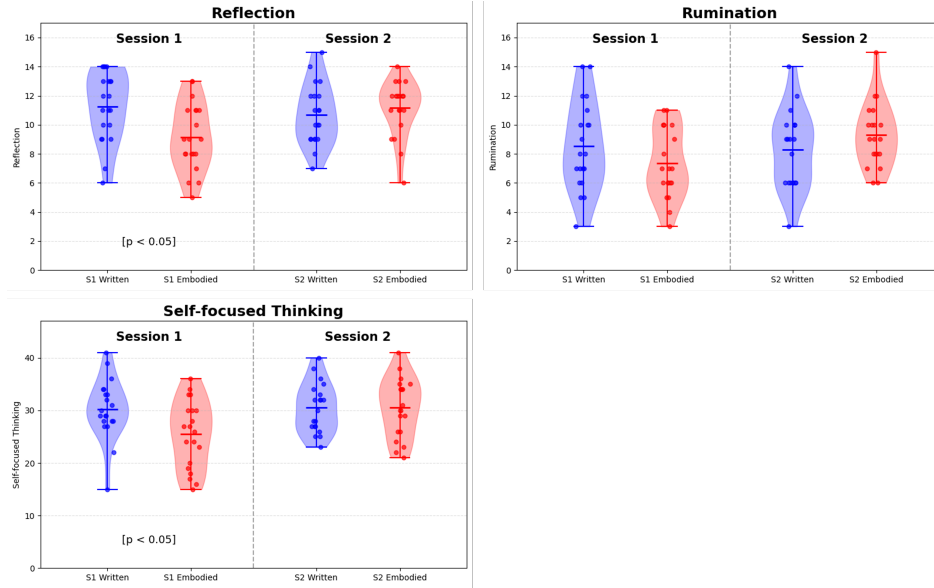 Reflection
Session 1
Session 2
16
14
12
10
8
6
4
2
0
Reflection
[p < 0.05]
S1 Written
S1 Embodied
S2 Written
S2 Embodied
Rumination
Session 1
Session 2
16
14
12
10
8
6
4
2
0
Rumination
S1 Written
S1 Embodied
S2 Written
S2 Embodied
Self-focused Thinking
Session 1
Session 2
40
30
20
10
0
Self-focused Thinking
[p < 0.05]
S1 Written
S1 Embodied
S2 Written
S2 Embodied